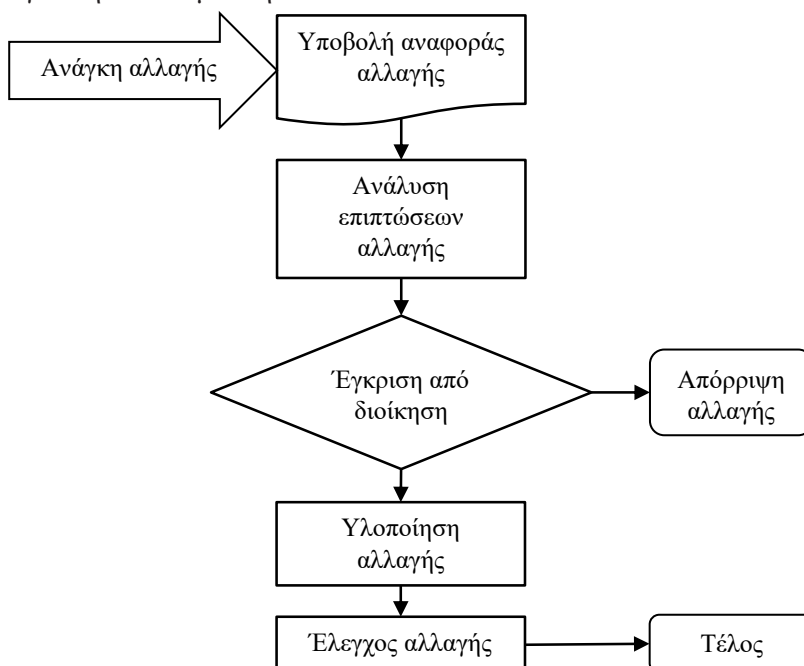 Ανάγκη αλλαγής
Υποβολή αναφοράς
αλλαγής
Ανάλυση
επιπτώσεων
αλλαγής
Έγκριση από
διοίκηση
Απόρριψη
αλλαγής
Υλοποίηση
αλλαγής
Έλεγχος αλλαγής
Τέλος